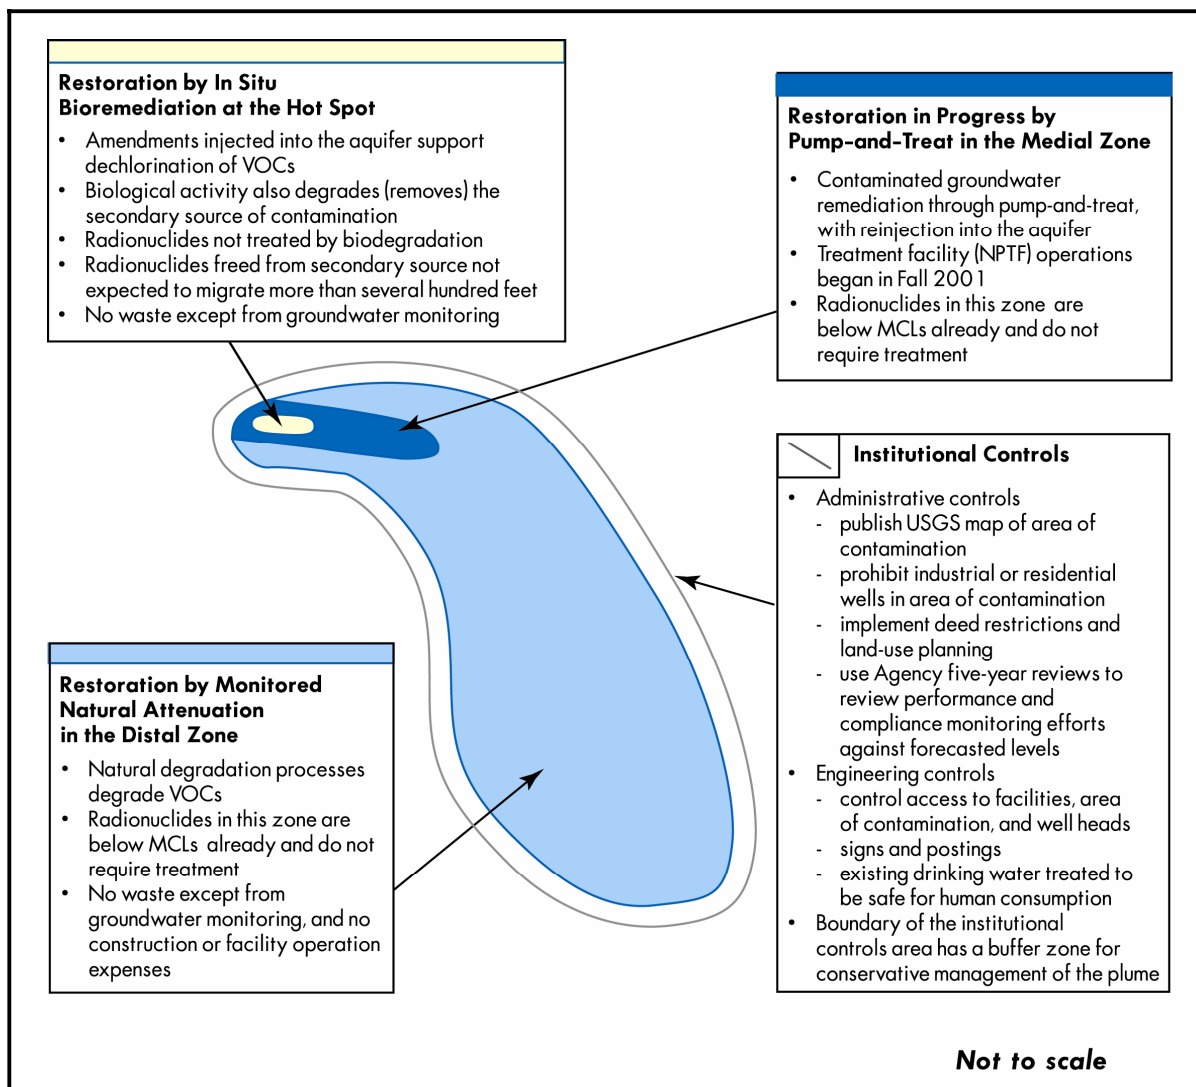 Restoration by In Situ
Bioremediation at the Hot Spot
• Amendments injected into the aquifer support
dechlorination of VOCs
• Biological activity also degrades (removes) the
secondary source of contamination
• Radionuclides not treated by biodegradation
• Radionuclides freed from secondary source not
expected to migrate more than several hundred feet
• No waste except from groundwater monitoring
Restoration in Progress by
Pump-and-Treat in the Medial Zone
• Contaminated groundwater
remediation through pump-and-treat,
with reinjection into the aquifer
• Treatment facility (NPTF) operations
began in Fall 2001
• Radionuclides in this zone are
below MCLs already and do not
require treatment
Institutional Controls
• Administrative controls
- publish USGS map of area of
contamination
- prohibit industrial or residential
wells in area of contamination
- implement deed restrictions and
land-use planning
- use Agency five-year reviews to
review performance and
compliance monitoring efforts
against forecasted levels
• Engineering controls
- control access to facilities, area
of contamination, and well heads
- signs and postings
- existing drinking water treated to
be safe for human consumption
• Boundary of the institutional
controls area has a buffer zone for
conservative management of the plume
Restoration by Monitored
Natural Attenuation
in the Distal Zone
• Natural degradation processes
degrade VOCs
• Radionuclides in this zone are
below MCLs already and do not
require treatment
• No waste except from
groundwater monitoring, and no
construction or facility operation
expenses
Not to scale